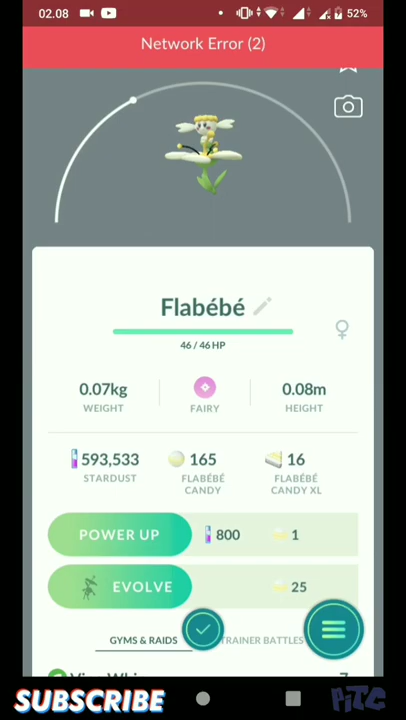 02.08
52%
Network Error (2)
Flabébé
46 / 46 HP
0.07kg
WEIGHT
FAIRY
0.08m
HEIGHT
593,533
STARDUST
165
FLABÉBÉ
CANDY
16
FLABÉBÉ
CANDY XL
POWER UP
800
1
EVOLVE
25
GYMS & RAIDS
TRAINER BATTLES
7
SUBSCRIBE
PiTC